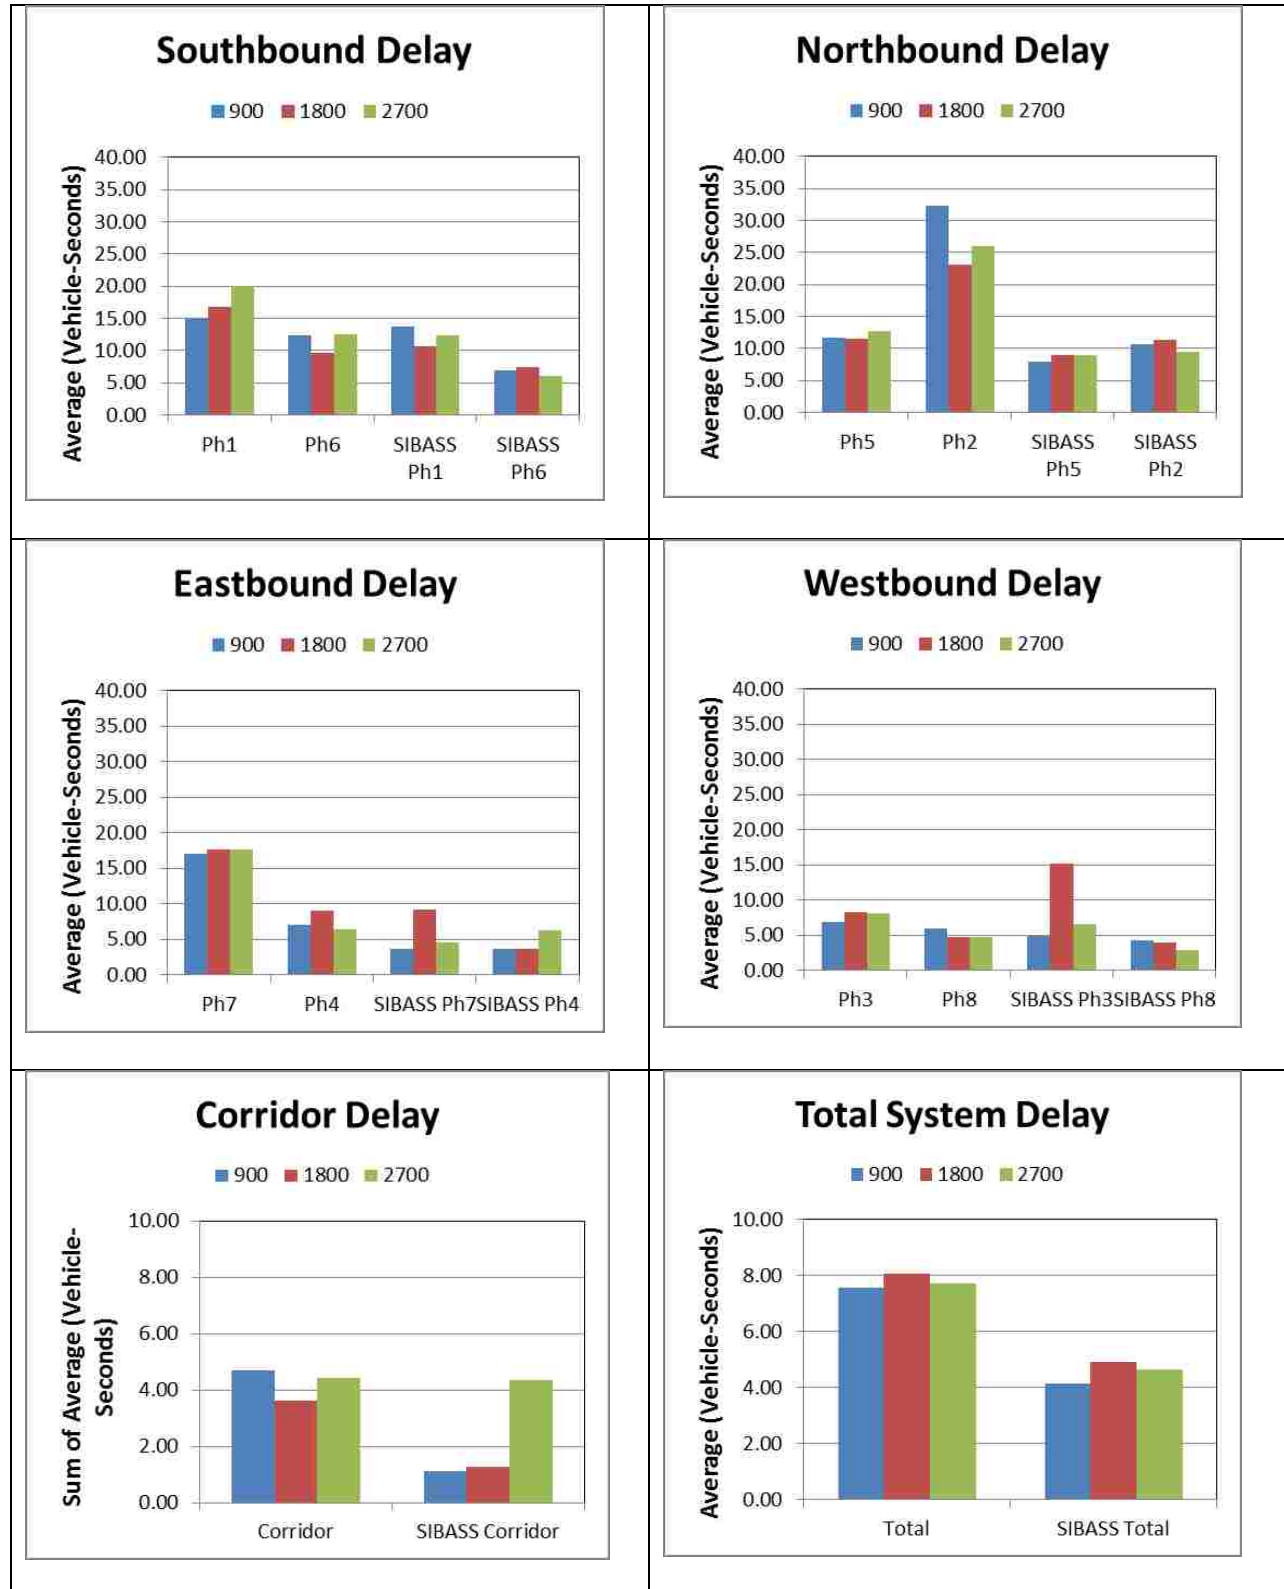 Southbound Delay
900 1800 2700
Average (Vehicle-Seconds)
40.00
35.00
30.00
25.00
20.00
15.00
10.00
5.00
0.00
Ph1 Ph6 SIBASS SIBASS
Ph1 Ph6
Northbound Delay
900 1800 2700
Average (Vehicle-Seconds)
40.00
35.00
30.00
25.00
20.00
15.00
10.00
5.00
0.00
Ph5 Ph2 SIBASS SIBASS
Ph5 Ph2
Eastbound Delay
900 1800 2700
Average (Vehicle-Seconds)
40.00
35.00
30.00
25.00
20.00
15.00
10.00
5.00
0.00
Ph7 Ph4 SIBASS Ph7 SIBASS Ph4
Westbound Delay
900 1800 2700
Average (Vehicle-Seconds)
40.00
35.00
30.00
25.00
20.00
15.00
10.00
5.00
0.00
Ph3 Ph8 SIBASS Ph3 SIBASS Ph8
Corridor Delay
900 1800 2700
Sum of Average (Vehicle-
Seconds)
10.00
8.00
6.00
4.00
2.00
0.00
Corridor SIBASS Corridor
Total System Delay
900 1800 2700
Average (Vehicle-Seconds)
10.00
8.00
6.00
4.00
2.00
0.00
Total SIBASS Total